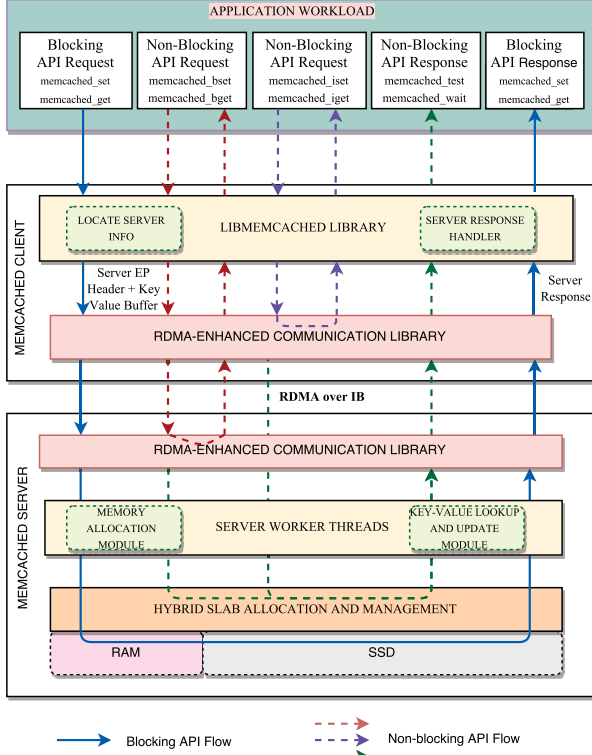 APPLICATION WORKLOAD
Blocking
API Request
memcached_set
memcached_get
Non-Blocking
API Request
memcached_bset
memcached_bget
Non-Blocking
API Request
memcached_iset
memcached_iget
Non-Blocking
API Response
memcached_test
memcached_wait
Blocking
API Response
memcached_set
memcached_get
MEMCACHED CLIENT
LOCATE SERVER
INFO
LIBMEMCACHED LIBRARY
SERVER RESPONSE
HANDLER
Server EP
Header + Key
Value Buffer
Server
Response
RDMA-ENHANCED COMMUNICATION LIBRARY
RDMA over IB
MEMCACHED SERVER
RDMA-ENHANCED COMMUNICATION LIBRARY
MEMORY
ALLOCATION
MODULE
SERVER WORKER THREADS
KEY-VALUE LOOKUP
AND UPDATE
MODULE
HYBRID SLAB ALLOCATION AND MANAGEMENT
RAM
SSD
Blocking API Flow
Non-blocking API Flow